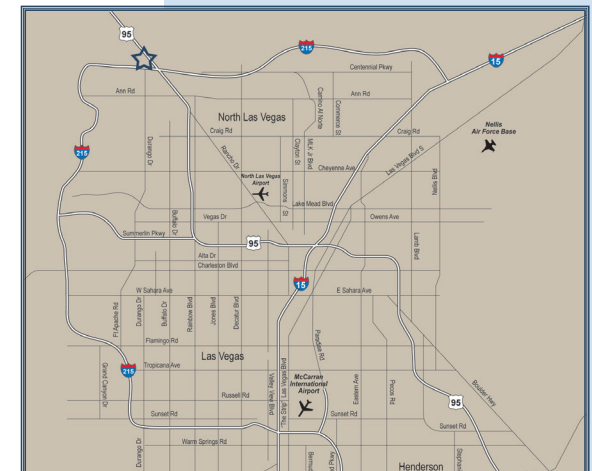 95
215
15
Centennial Pkwy
Ann Rd
Camino Al Norte
Commerce St
Ann Rd
North Las Vegas
Nellis
Air Force Base
Craig Rd
Craig Rd
Durango Dr
Rancho Dr
Clayton St
MLK Jr Blvd
Las Vegas Blvd S
215
Cheyenne Ave
North Las Vegas
Airport
Simmons St
Nellis Blvd
Lake Mead Blvd
Buffalo Dr
Vegas Dr
Owens Ave
Summerlin Pkwy
95
Lamb Blvd
Alta Dr
Charleston Blvd
15
W Sahara Ave
E Sahara Ave
Ft Apache Rd
Durango Dr
Buffalo Dr
Rainbow Blvd
Jones Blvd
Decatur Blvd
Paradise Rd
Flamingo Rd
Las Vegas
215
Tropicana Ave
Grand Canyon Dr
Valley View Blvd
"The Strip" Las Vegas Blvd
McCarran
International
Airport
Eastern Ave
Pecos Rd
Boulder Hwy
Russell Rd
95
Sunset Rd
Sunset Rd
Sunset Rd
Durango Dr
Warm Springs Rd
Henderson